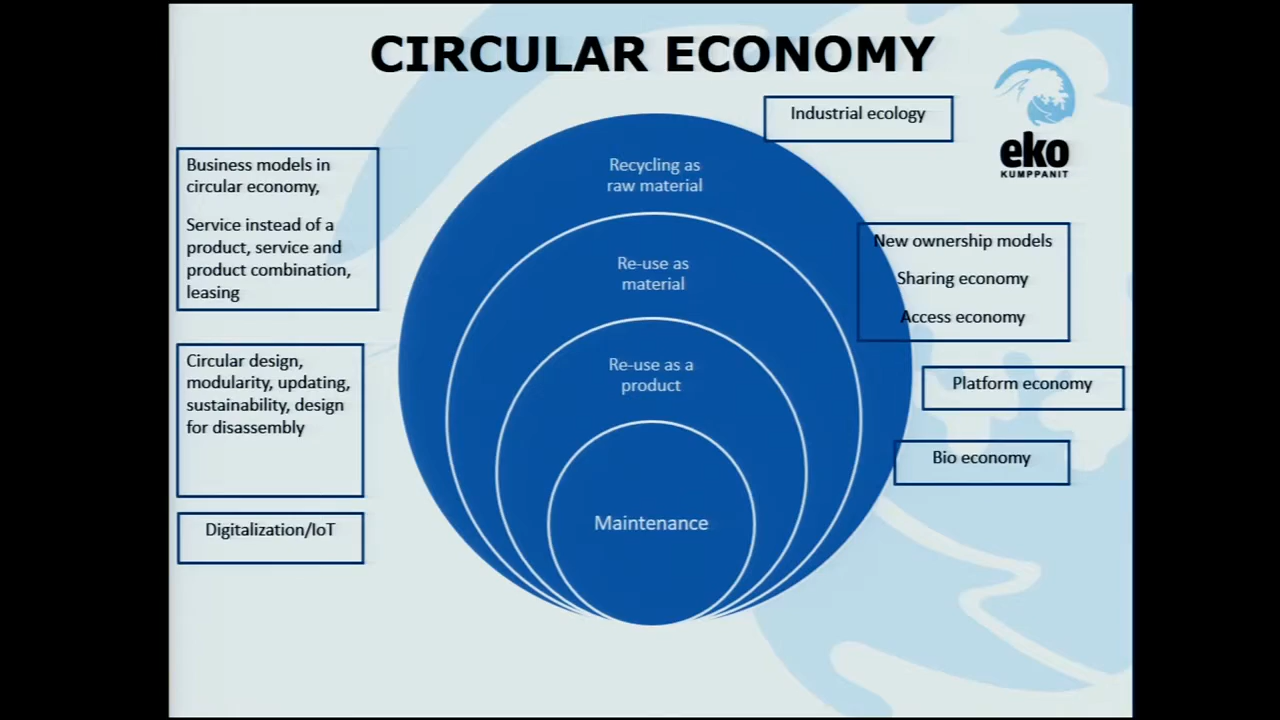 CIRCULAR ECONOMY
Industrial ecology
eko
KUMPPANIT
Business models in
circular economy,
Service instead of a
product, service and
product combination,
leasing
Recycling as
raw material
Re-use as
material
Re-use as a
product
Maintenance
New ownership models
Sharing economy
Access economy
Circular design,
modularity, updating,
sustainability, design
for disassembly
Platform economy
Bio economy
Digitalization/IoT